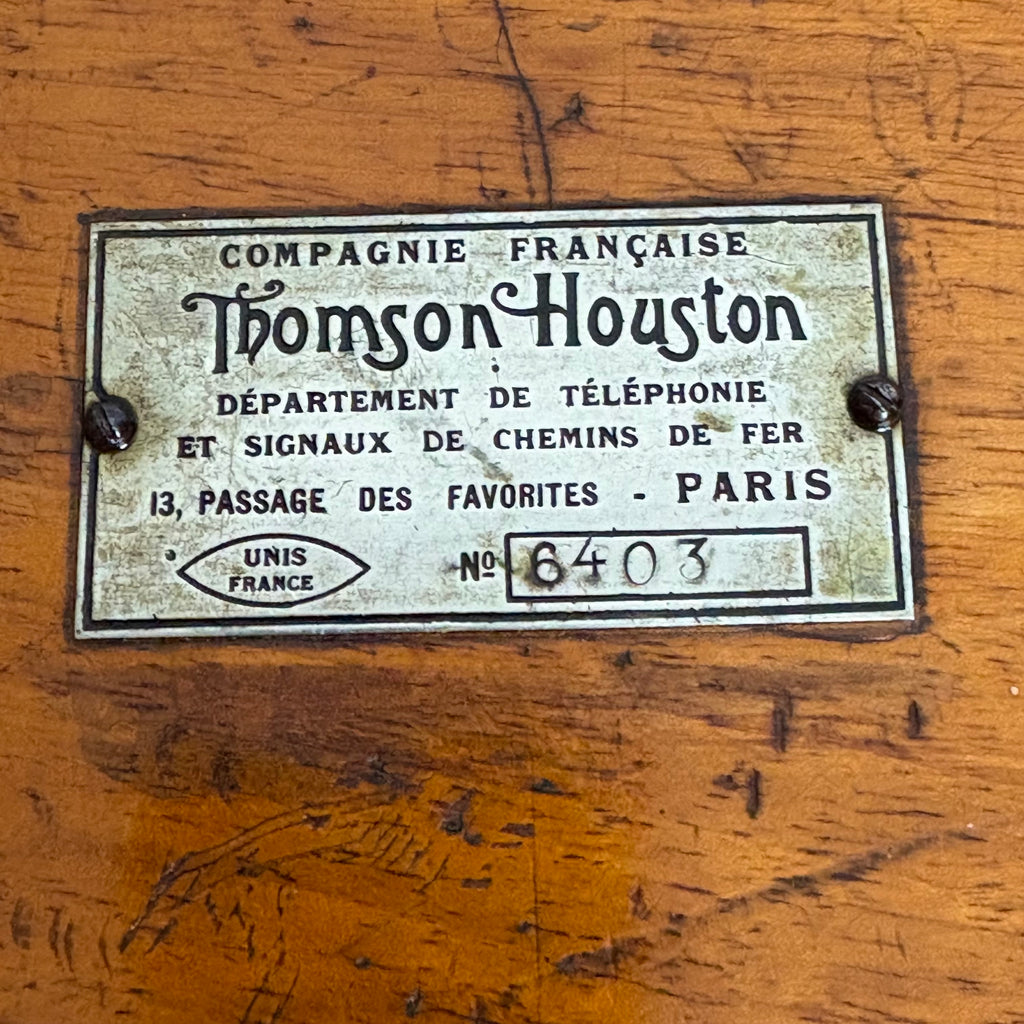 COMPAGNIE FRANÇAISE
Thomson Houston
DÉPARTEMENT DE TÉLÉPHONIE
ET SIGNAUX DE CHEMINS DE FER
13, PASSAGE DES FAVORITES - PARIS
UNIS
FRANCE
Nº 6403